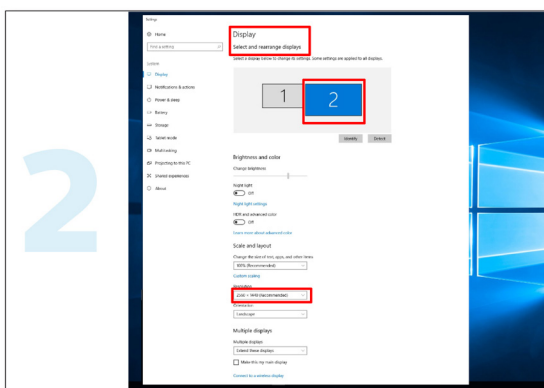 2
Settings
Home
Find a setting
System
Display
Notifications & actions
Power & sleep
Battery
Storage
Tablet mode
Multitasking
Projecting to this PC
Shared experiences
About
Display
Select and rearrange displays
Select a display below to change its settings. Some settings are applied to all displays.
1
2
Identify
Detect
Brightness and color
Change brightness
Night light
Off
Night light settings
HDR and advanced color
Off
Learn more about advanced color
Scale and layout
Change the size of text, apps, and other items
100% (Recommended)
Custom scaling
Resolution
2560 × 1440 (Recommended)
Orientation
Landscape
Multiple displays
Multiple displays
Extend these displays
Make this my main display
Connect to a wireless display